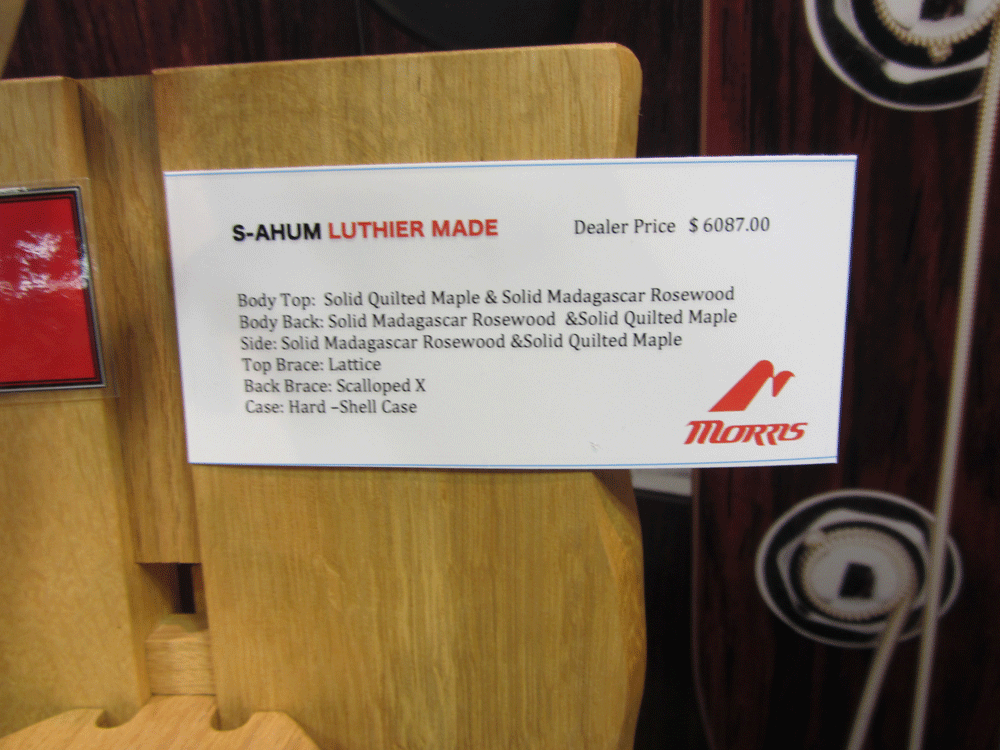 S-AHUM LUTHIER MADE Dealer Price $ 6087.00
Body Top: Solid Quilted Maple & Solid Madagascar Rosewood
Body Back: Solid Madagascar Rosewood &Solid Quilted Maple
Side: Solid Madagascar Rosewood &Solid Quilted Maple
Top Brace: Lattice
Back Brace: Scalloped X
Case: Hard –Shell Case
MORRIS